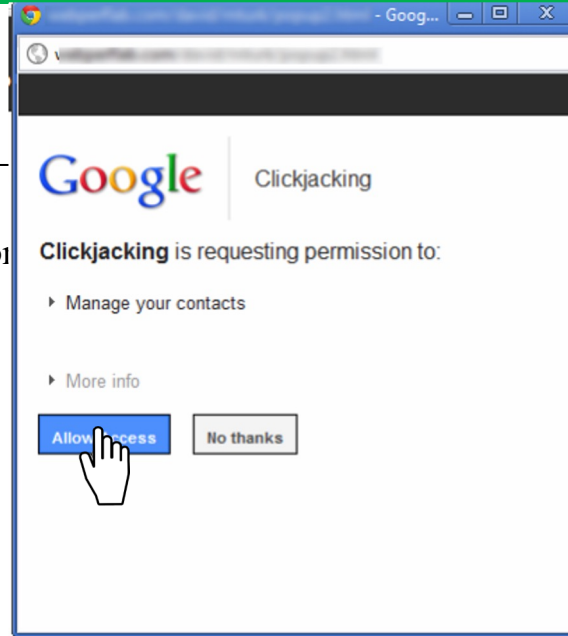 - Goog...
Google
Clickjacking
Clickjacking is requesting permission to:
Manage your contacts
More info
Allow Access
No thanks